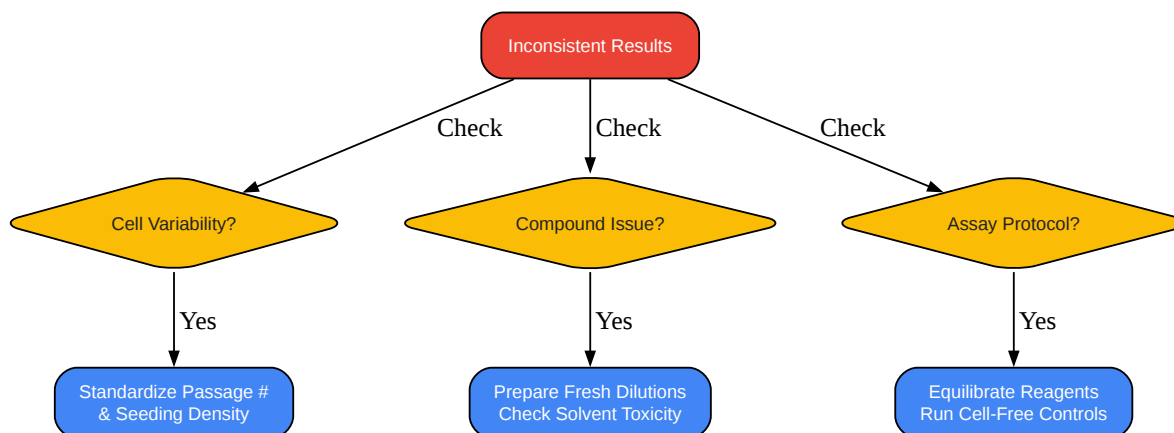 Inconsistent Results
Check
Check
Check
Cell Variability?
Compound Issue?
Assay Protocol?
Yes
Yes
Yes
Standardize Passage #
& Seeding Density
Prepare Fresh Dilutions
Check Solvent Toxicity
Equilibrate Reagents
Run Cell-Free Controls